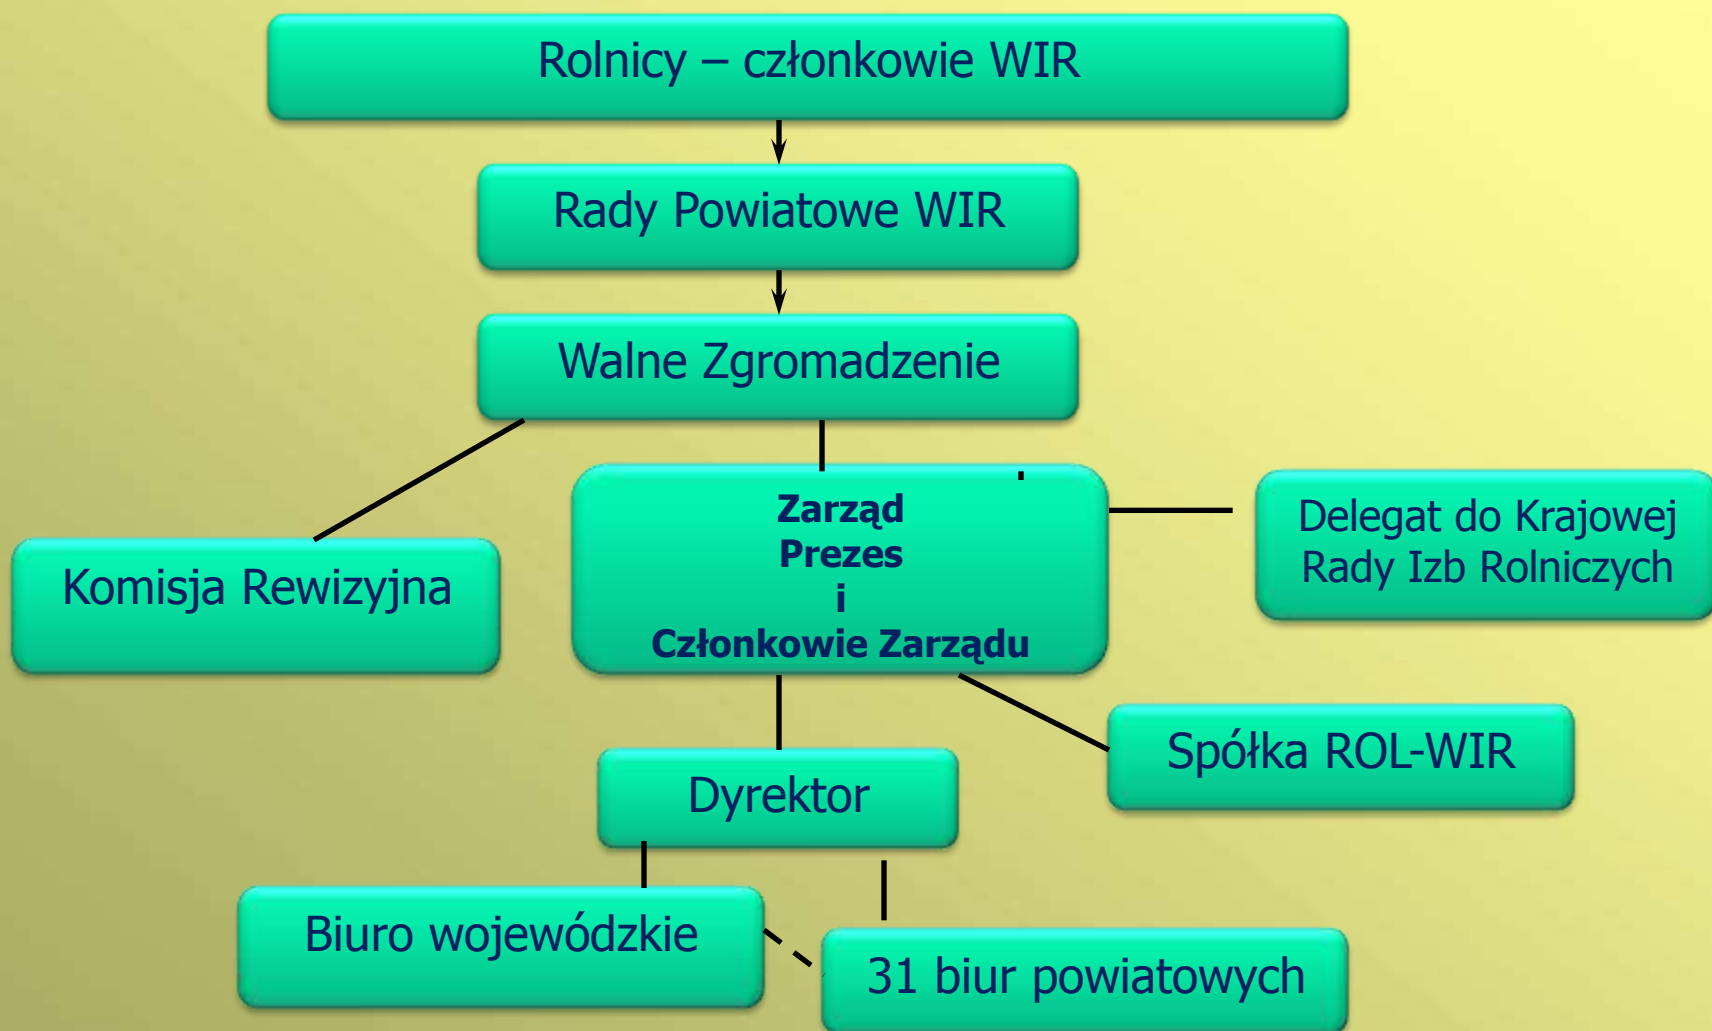 Rolnicy – członkowie WIR
Rady Powiatowe WIR
Walne Zgromadzenie
Zarząd
Prezes
i
Członkowie Zarządu
Delegat do Krajowej
Rady Izb Rolniczych
Komisja Rewizyjna
Spółka ROL-WIR
Dyrektor
Biuro wojewódzkie
31 biur powiatowych